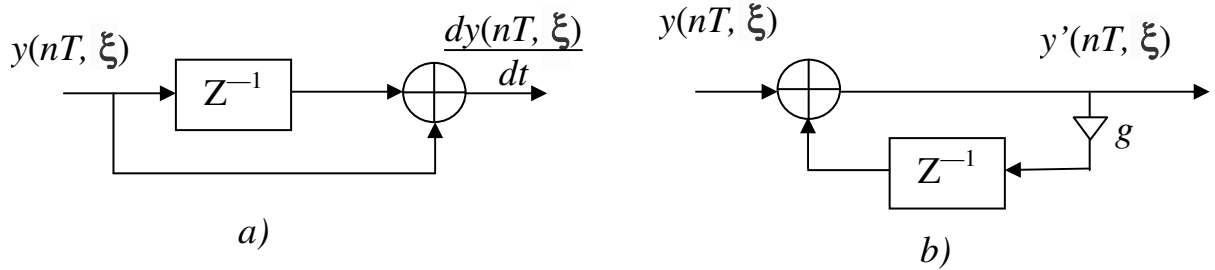 y(nT, ξ)
dy(nT, ξ)
dt
Z—1
a)
y(nT, ξ)
y’(nT, ξ)
g
Z—1
b)